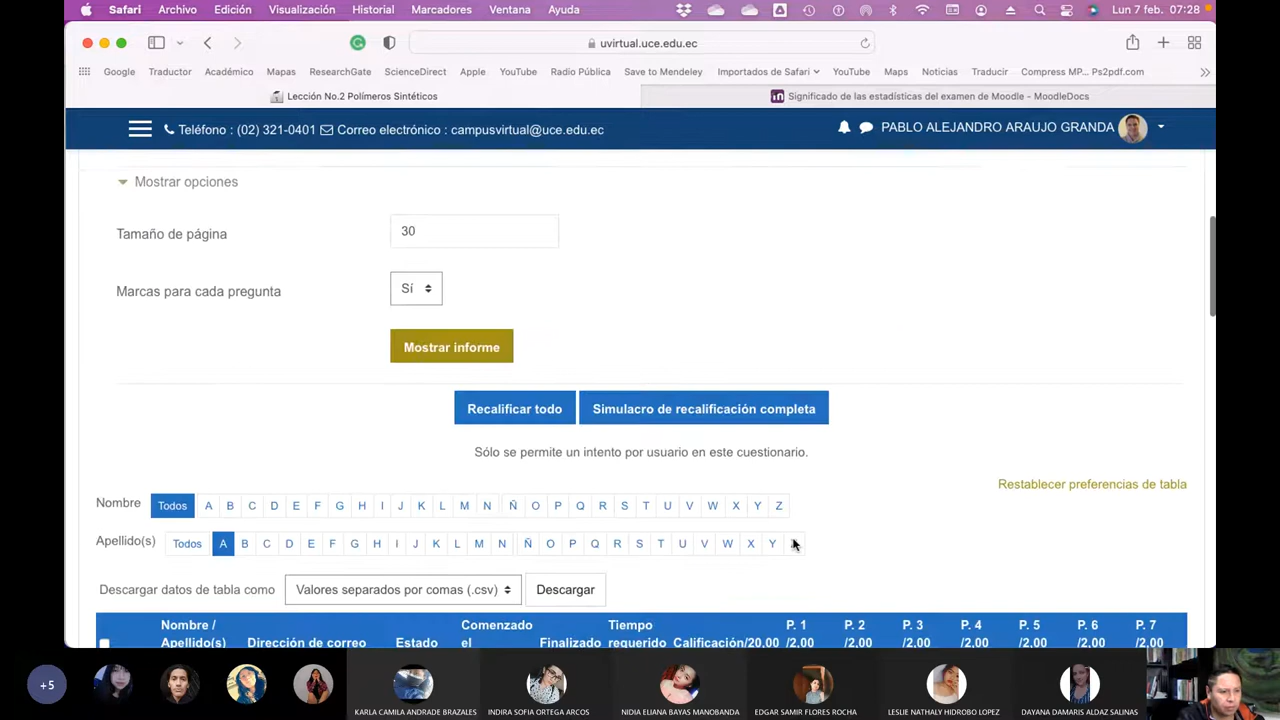 Safari Archivo Edición Visualización Historial Marcadores Ventana Ayuda Lun 7 feb. 07:28
uvirtual.uce.edu.ec
Google Traductor Académico Mapas ResearchGate ScienceDirect Apple YouTube Radio Pública Save to Mendeley Importados de Safari YouTube Maps Noticias Traducir Compress MP... Ps2pdf.com
Lección No.2 Polímeros Sintéticos
Significado de las estadísticas del examen de Moodle - MoodleDocs
Teléfono : (02) 321-0401 Correo electrónico : campusvirtual@uce.edu.ec
PABLO ALEJANDRO ARAUJO GRANDA
Mostrar opciones
Tamaño de página 30
Marcas para cada pregunta Sí
Mostrar informe
Recalificar todo Simulacro de recalificación completa
Sólo se permite un intento por usuario en este cuestionario.
Restablecer preferencias de tabla
Nombre Todos A B C D E F G H I J K L M N Ñ O P Q R S T U V W X Y Z
Apellido(s) Todos A B C D E F G H I J K L M N Ñ O P Q R S T U V W X Y
Descargar datos de tabla como Valores separados por comas (.csv) Descargar
Nombre / Comenzado Tiempo P. 1 P. 2 P. 3 P. 4 P. 5 P. 6 P. 7
Apellido(s) Dirección de correo Estado el Finalizado requerido Calificación/20,00 /2,00 /2,00 /2,00 /2,00 /2,00 /2,00 /2,00
+5
KARLA CAMILA ANDRADE BRAZALES INDIRA SOFIA ORTEGA ARCOS NIDIA ELIANA BAYAS MANOBANDA EDGAR SAMIR FLORES ROCHA LESLIE NATHALY HIDROBO LOPEZ DAYANA DAMARIS ALDAZ SALINAS